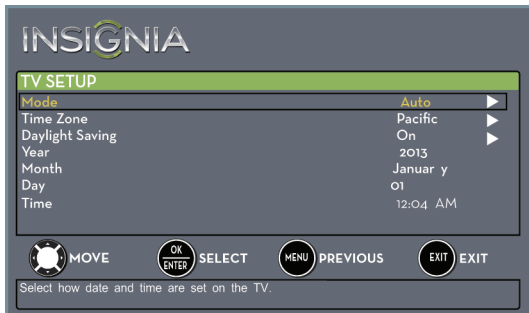 INSIGNIA
TV SETUP
Mode Auto
Time Zone Pacific
Daylight Saving On
Year 2013
Month Januar y
Day 01
Time 12:04 AM
MOVE OK ENTER SELECT MENU PREVIOUS EXIT EXIT
Select how date and time are set on the TV.